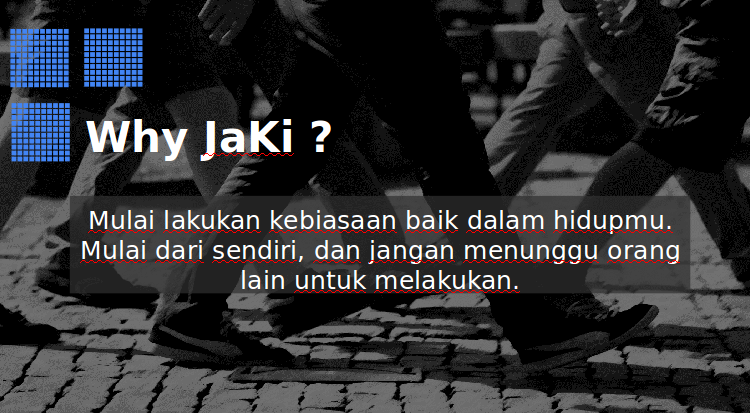 Why JaKi ?
Mulai lakukan kebiasaan baik dalam hidupmu.
Mulai dari sendiri, dan jangan menunggu orang
lain untuk melakukan.